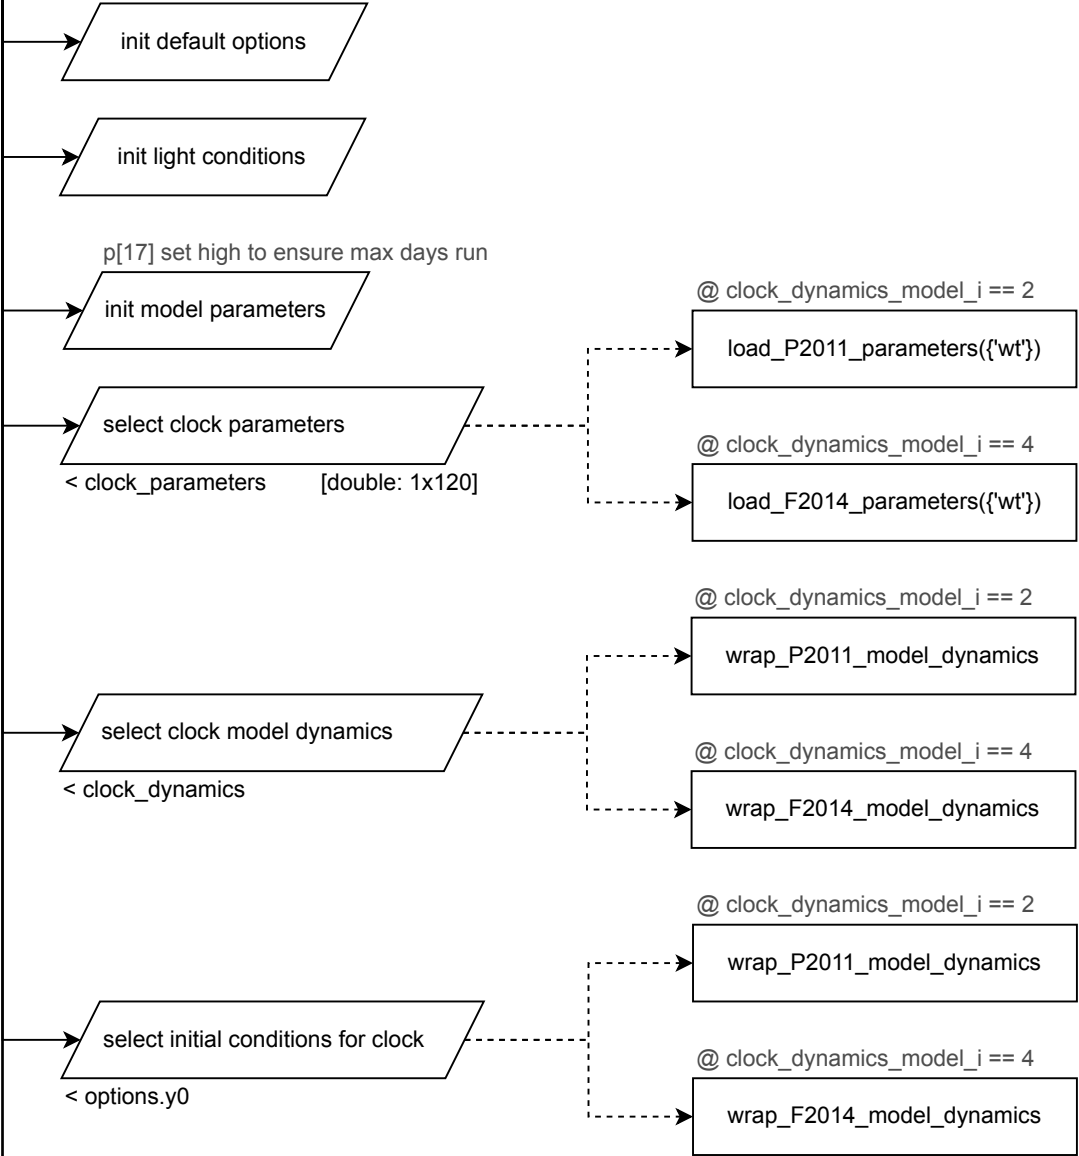 init default options
init light conditions
p[17] set high to ensure max days run
init model parameters
@ clock_dynamics_model_i == 2
load_P2011_parameters({'wt'})
select clock parameters
@ clock_dynamics_model_i == 4
< clock_parameters [double: 1x120]
load_F2014_parameters({'wt'})
@ clock_dynamics_model_i == 2
wrap_P2011_model_dynamics
select clock model dynamics
@ clock_dynamics_model_i == 4
< clock_dynamics
wrap_F2014_model_dynamics
@ clock_dynamics_model_i == 2
wrap_P2011_model_dynamics
select initial conditions for clock
@ clock_dynamics_model_i == 4
< options.y0
wrap_F2014_model_dynamics